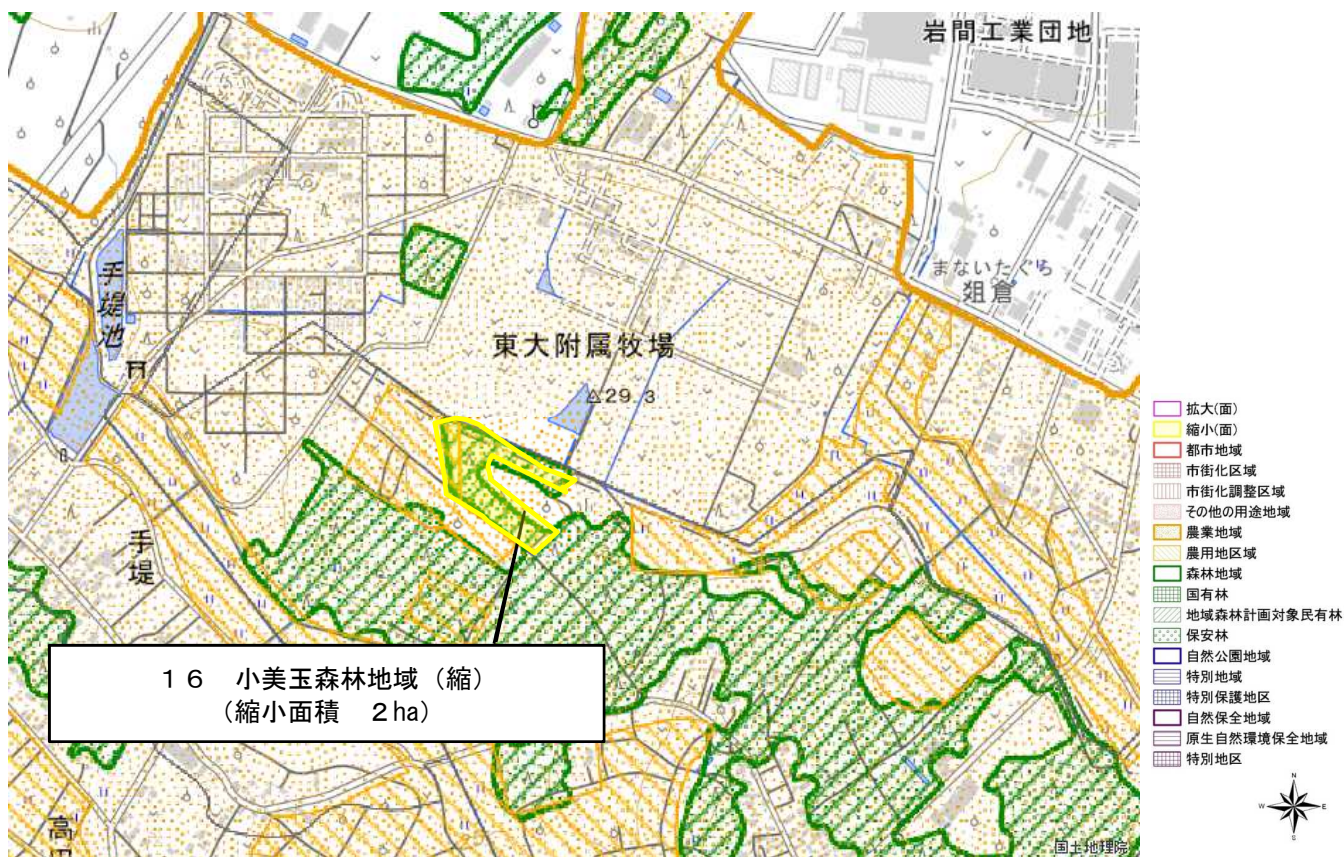 岩間工業団地
手堤池
まないたぐら
爼倉
東大附属牧場
29.3
手堤
16 小美玉森林地域（縮）
（縮小面積 2ha）
国土地理院
拡大(面)
縮小(面)
都市地域
市街化区域
市街化調整区域
その他の用途地域
農業地域
農用地区域
森林地域
国有林
地域森林計画対象民有林
保安林
自然公園地域
特別地域
特別保護地区
自然保全地域
原生自然環境保全地域
特別地区
N
W
E
S